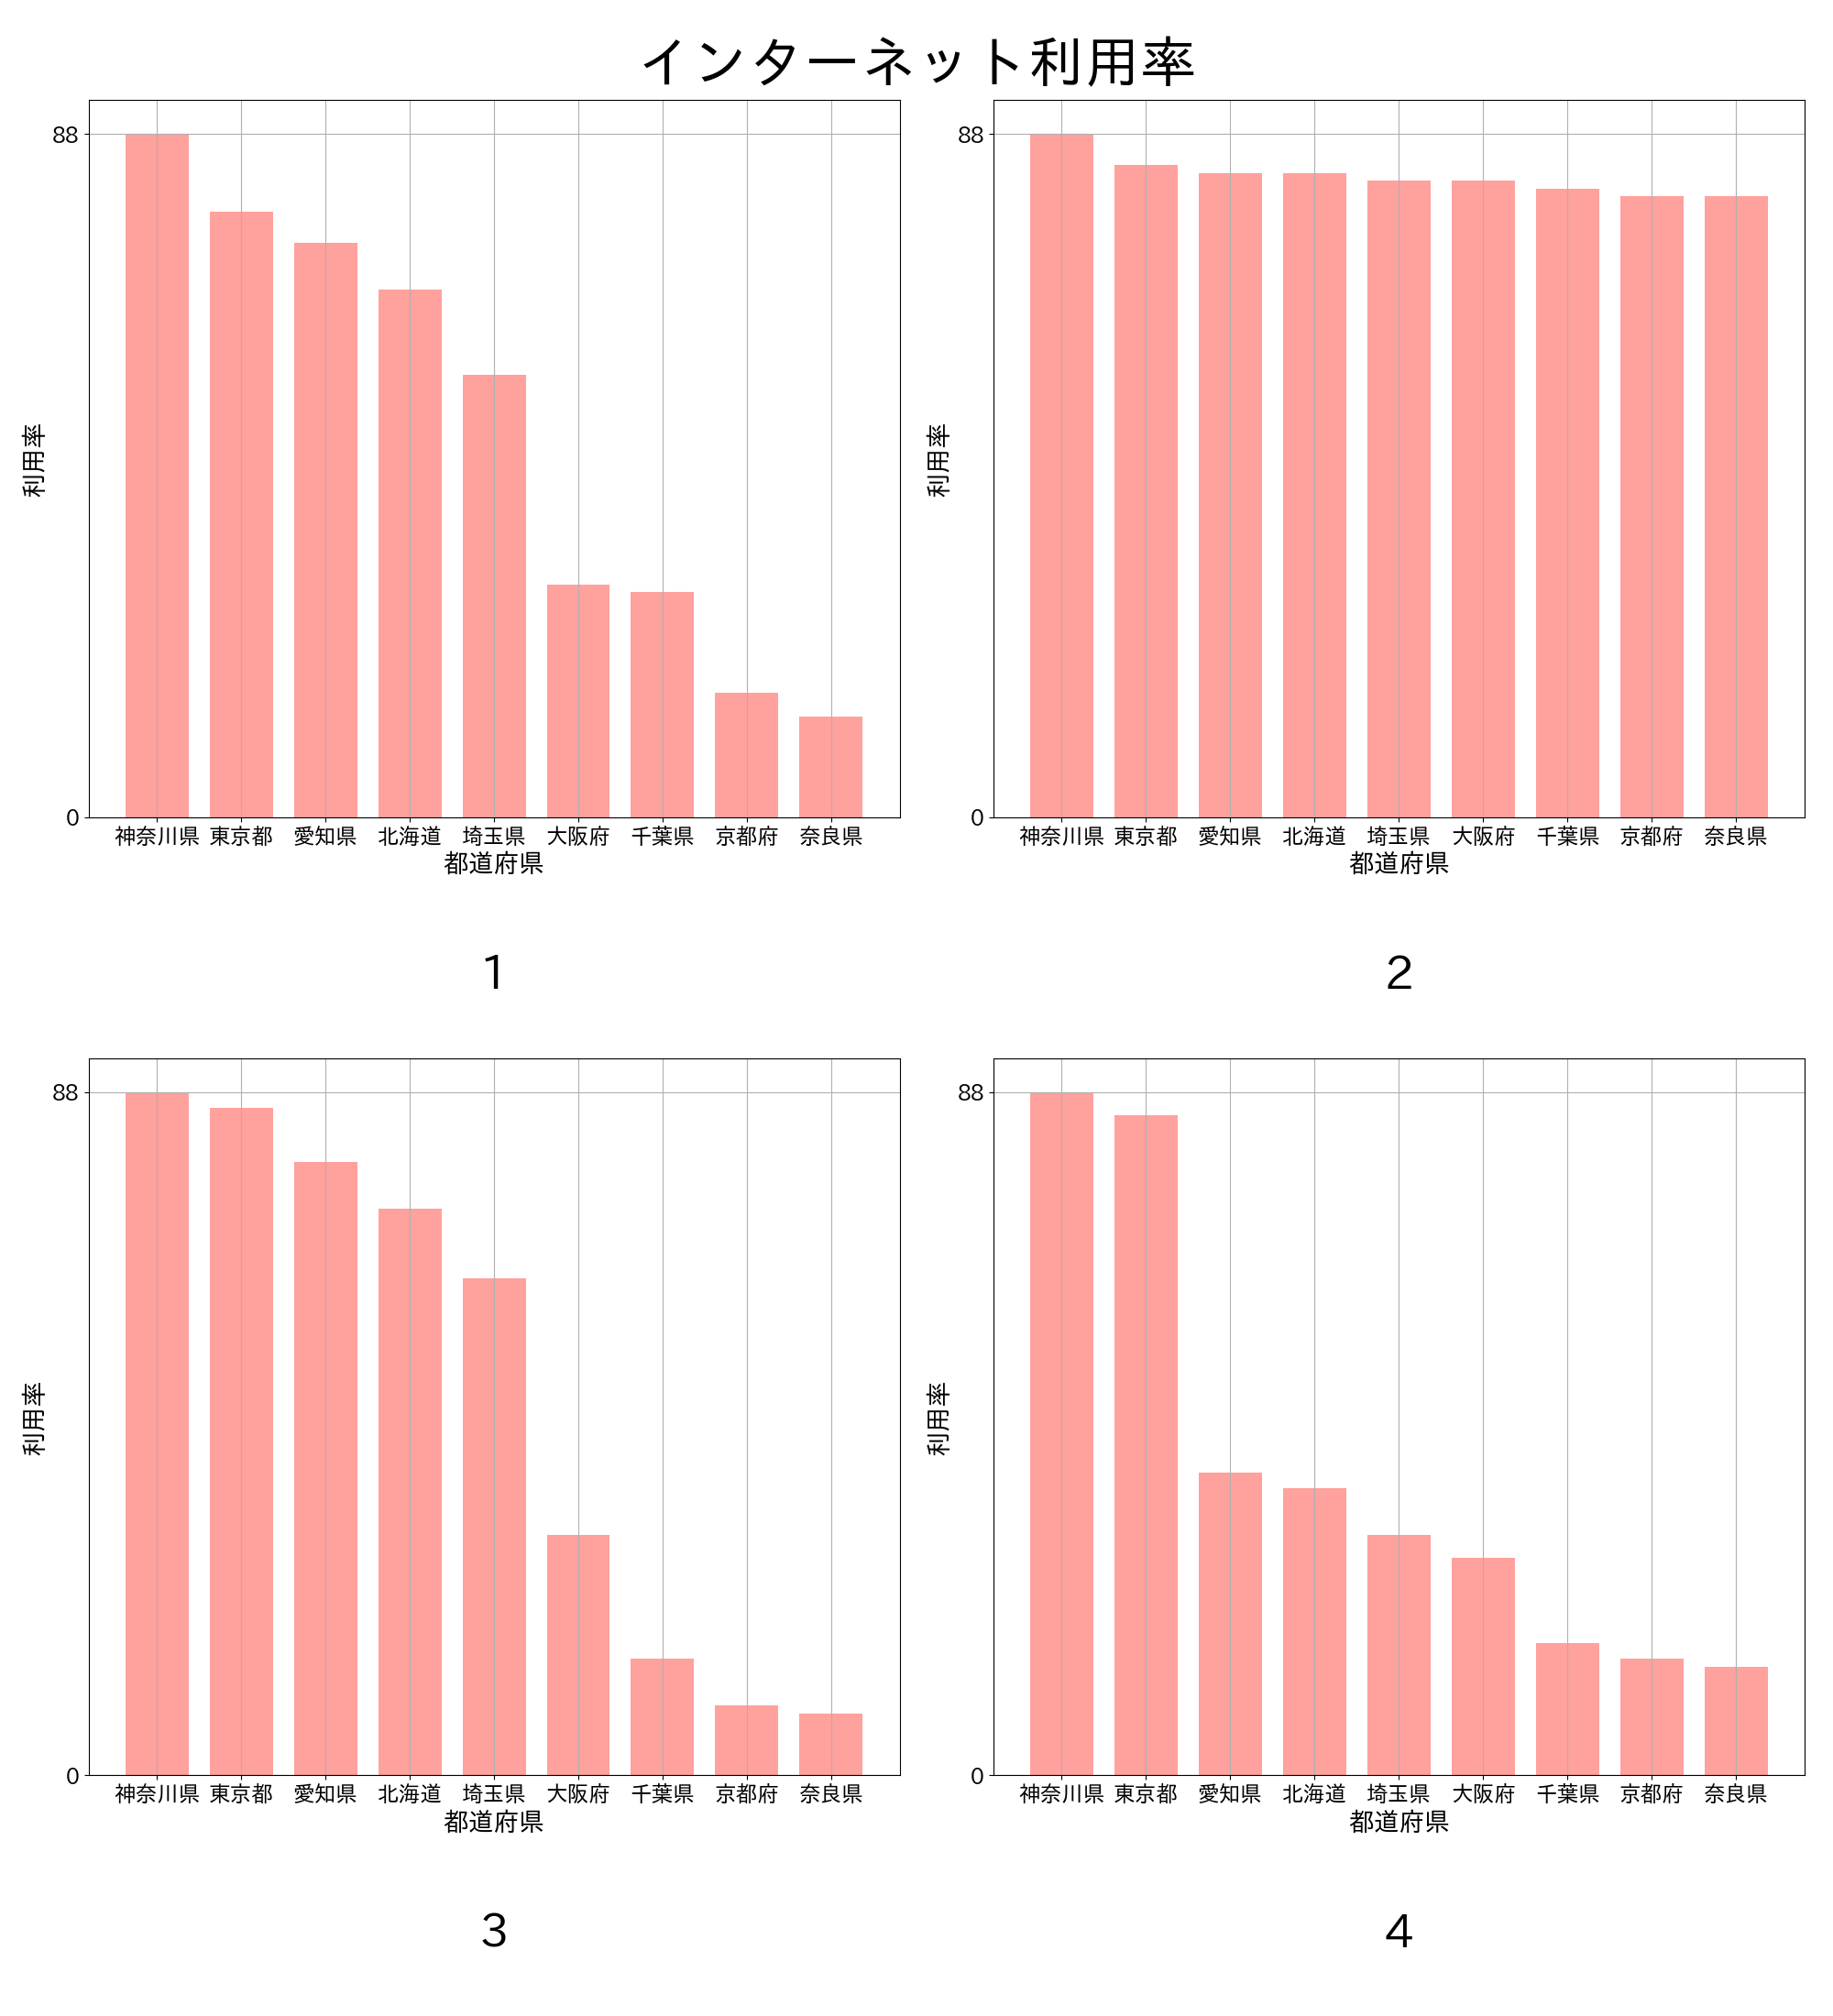 インターネット利用率
88
0
利用率
神奈川県 東京都 愛知県 北海道 埼玉県 大阪府 千葉県 京都府 奈良県
都道府県
1
88
0
利用率
神奈川県 東京都 愛知県 北海道 埼玉県 大阪府 千葉県 京都府 奈良県
都道府県
2
88
0
利用率
神奈川県 東京都 愛知県 北海道 埼玉県 大阪府 千葉県 京都府 奈良県
都道府県
3
88
0
利用率
神奈川県 東京都 愛知県 北海道 埼玉県 大阪府 千葉県 京都府 奈良県
都道府県
4